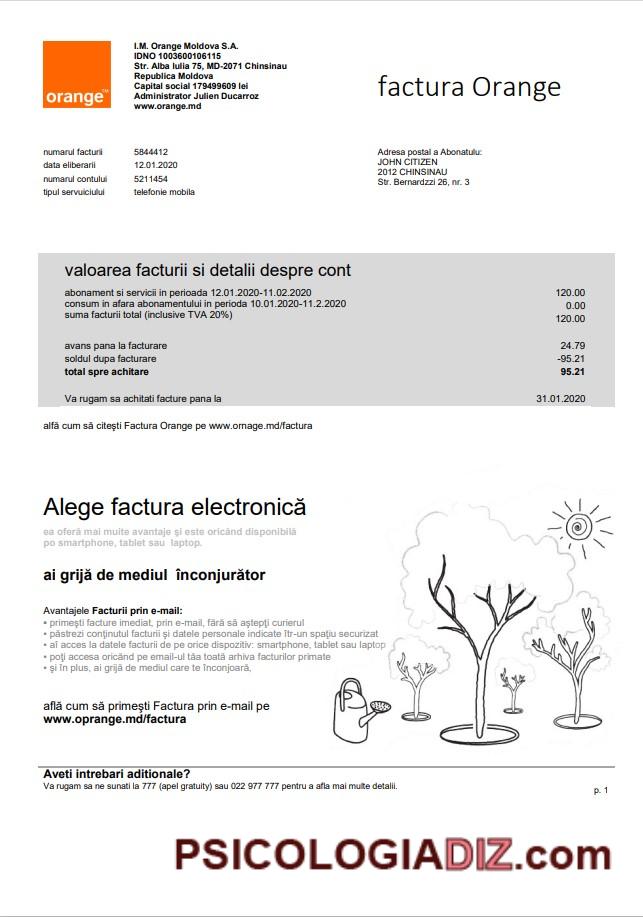 orange™
I.M. Orange Moldova S.A.
IDNO 1003600106115
Str. Alba Iulia 75, MD-2071 Chinsinau
Republica Moldova
Capital social 179499609 lei
Administrator Julien Ducarroz
www.orange.md
factura Orange
numarul facturii 5844412
data eliberarii 12.01.2020
numarul contului 5211454
tipul servuiciului telefonie mobila
Adresa postal a Abonatulu:
JOHN CITIZEN
2012 CHINSINAU
Str. Bernardzzi 26, nr. 3
valoarea facturii si detalii despre cont
abonament si servicii in perioada 12.01.2020-11.02.2020 120.00
consum in afara abonamentului in perioda 10.01.2020-11.2.2020 0.00
suma facturii total (inclusive TVA 20%) 120.00
avans pana la facturare 24.79
soldul dupa facturare -95.21
total spre achitare 95.21
Va rugam sa achitati facture pana la 31.01.2020
alfă cum să citeşti Factura Orange pe www.ornage.md/factura
Alege factura electronică
ea oferă mai muite avantaje şi este oricând disponibilă
po smartphone, tablet sau laptop.
ai grijă de mediul înconjurător
Avantajele Facturii prin e-mail:
• primeşti facture imediat, prin e-mail, fără să aştepţi curierul
• păstrezi conţinutul facturii şi datele personale indicate îtr-un spaţiu securizat
• aî acces la datele facturii de pe orice dispozitiv: smartphone, tablet sau laptop
• poţi accesa oricând pe email-ul tăa toată arhiva facturilor primate
• şi în plus, ai grijă de mediul care te înconjoară,
află cum să primeşti Factura prin e-mail pe
www.oprange.md/factura
Aveti intrebari aditionale?
Va rugam sa ne sunati la 777 (apel gratuity) sau 022 977 777 pentru a afla mai multe detalii.
p. 1
PSICOLOGIADIZ.com